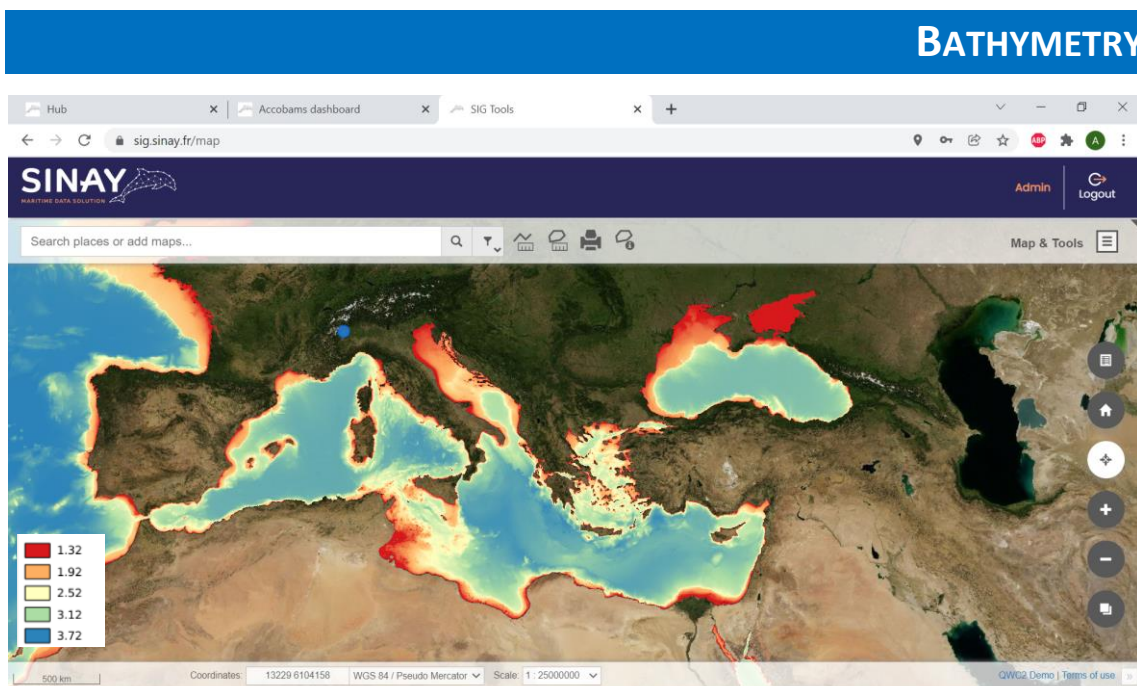 BATHYMETRY
Hub
Accobams dashboard
SIG Tools
sig.sinay.fr/map
ABP
A
SINAY
MARITIME DATA SOLUTION
Admin
Logout
Search places or add maps...
Map & Tools
1.32
1.92
2.52
3.12
3.72
500 km
Coordinates: 13229 6104158 WGS 84 / Pseudo Mercator Scale: 1 : 25000000
QWC2 Demo | Terms of use